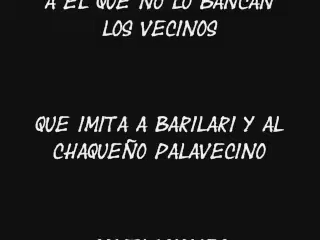 A EL QUE NO LO BANCAN
LOS VECINOS
QUE IMITA A BARILARI Y AL
CHAQUEÑO PALAVECINO